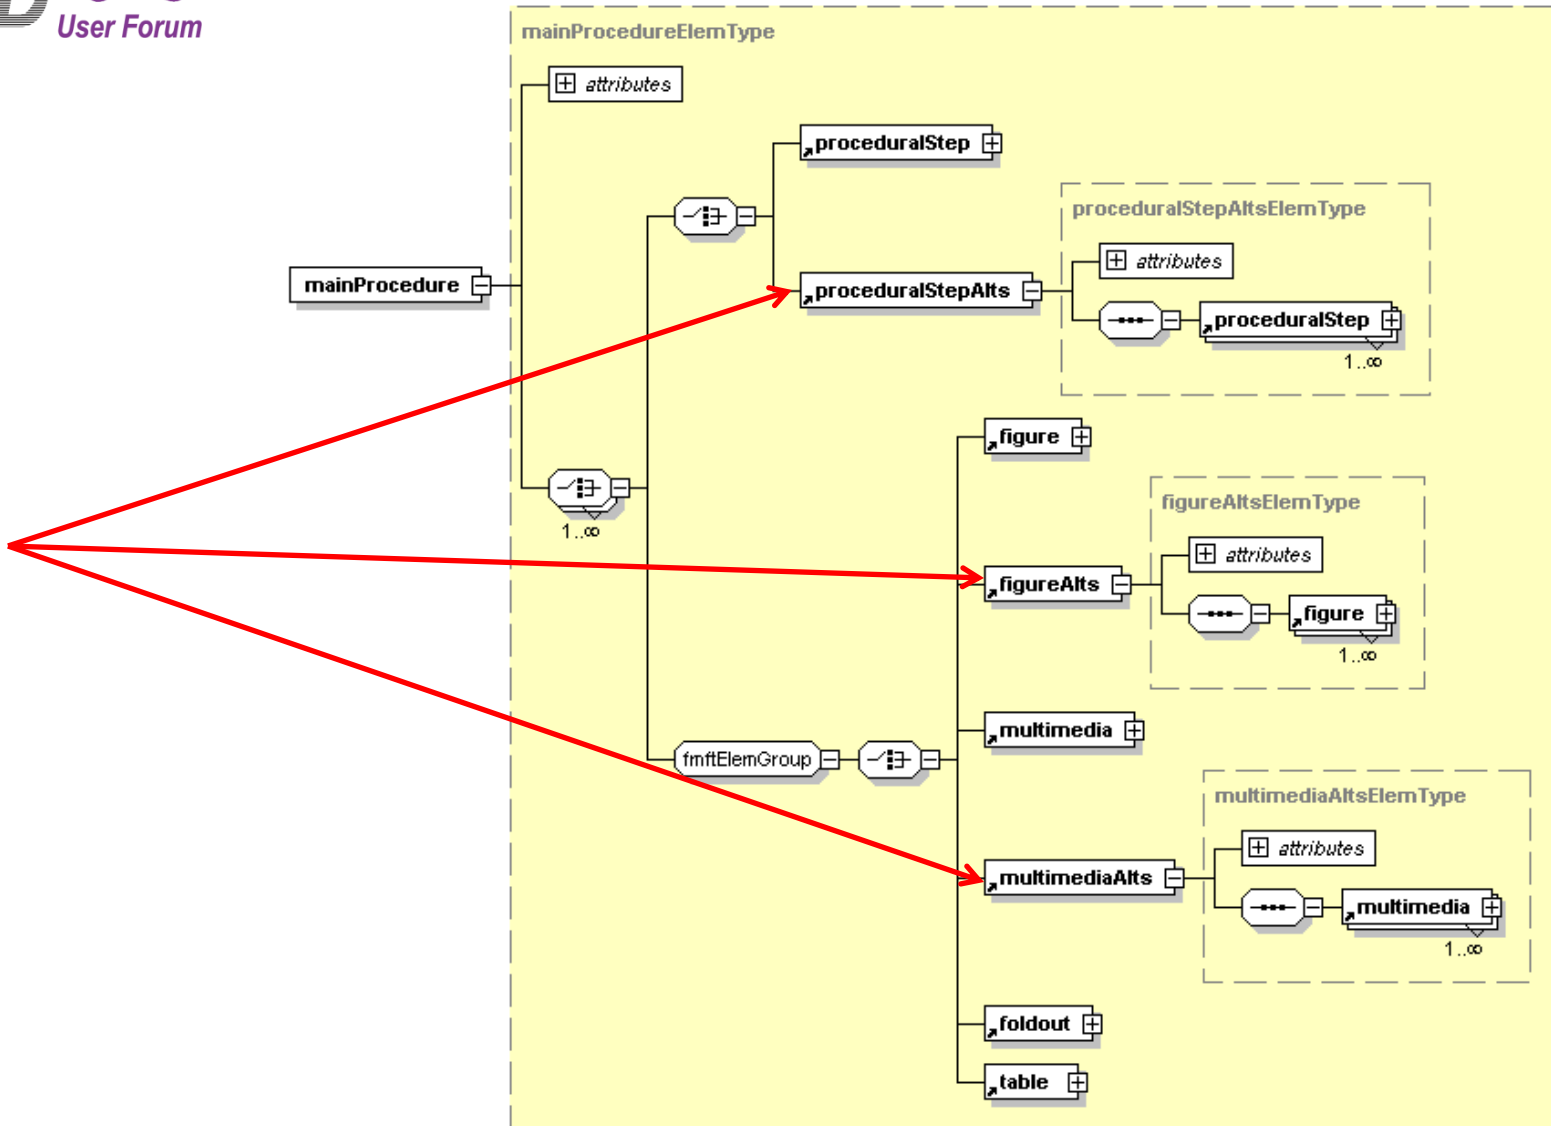 User Forum
mainProcedureElemType
attributes
proceduralStep
proceduralStepAltsElemType
attributes
mainProcedure
proceduralStepAlts
proceduralStep
1..∞
figure
figureAltsElemType
1..∞
attributes
figureAlts
figure
1..∞
multimedia
fmftElemGroup
multimediaAltsElemType
attributes
multimediaAlts
multimedia
1..∞
foldout
table